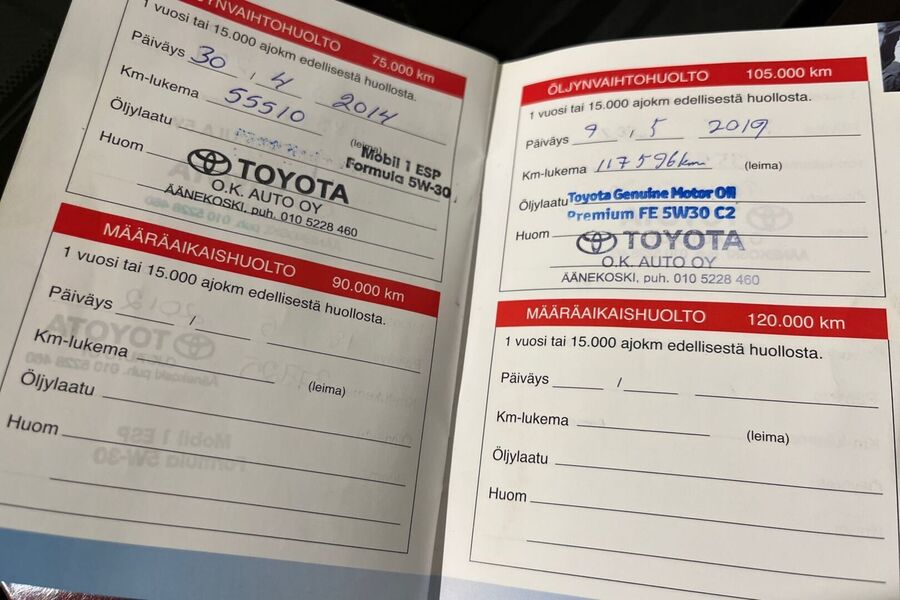 ÖLJYNVAIHTOHUOLTO 75.000 km
1 vuosi tai 15.000 ajokm edellisestä huollosta.
Päiväys 30 . 4 2014
Km-lukema 55510
(leima)
Öljylaatu Mobil 1 ESP
Formula 5W-30
Huom TOYOTA
O.K. AUTO OY
ÄÄNEKOSKI, puh. 010 5228 460
MÄÄRÄAIKAISHUOLTO 90.000 km
1 vuosi tai 15.000 ajokm edellisestä huollosta.
Päiväys /
Km-lukema (leima)
Öljylaatu
Huom
ÖLJYNVAIHTOHUOLTO 105.000 km
1 vuosi tai 15.000 ajokm edellisestä huollosta.
Päiväys 9 . 5 2019
Km-lukema 117596km (leima)
Öljylaatu Toyota Genuine Motor Oil
Premium FE 5W30 C2
Huom TOYOTA
O.K. AUTO OY
ÄÄNEKOSKI, puh. 010 5228 460
MÄÄRÄAIKAISHUOLTO 120.000 km
1 vuosi tai 15.000 ajokm edellisestä huollosta.
Päiväys /
Km-lukema (leima)
Öljylaatu
Huom